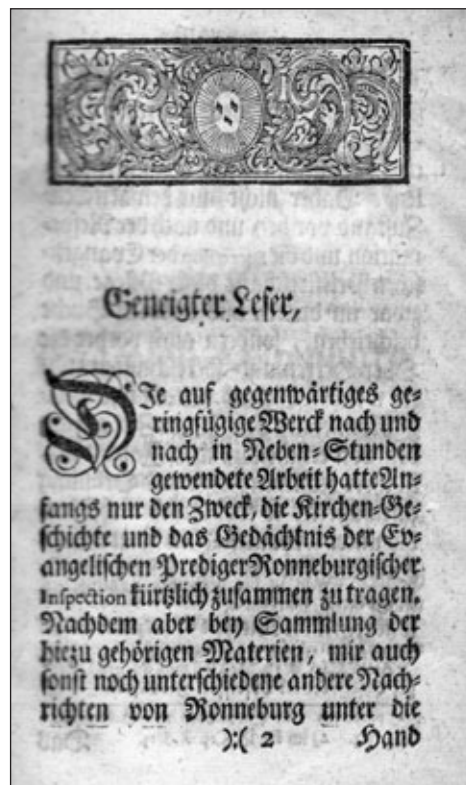 Geneigter Leser,
DJe auf gegenwärtiges ge-
ringfügige Werck nach und
nach in Neben-Stunden
gewendete Arbeit hatte An-
fangs nur den Zweck, die Kirchen-Ge-
schichte und das Gedächtnis der Ev-
angelischen Prediger Ronneburgischer
Inspection kürtzlich zusammen zu tragen.
Nachdem aber bey Sammlung der
hiezu gehörigen Materien, mir auch
sonst noch unterschiedene andere Nach-
richten von Ronneburg unter die
):( 2 Hand